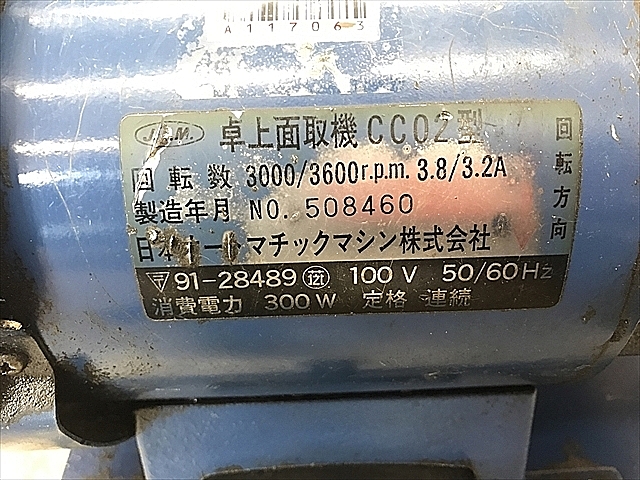 A117063
J.A.M. 卓上面取機 CC02型
回転数 3000/3600r.p.m. 3.8/3.2A
製造年月 NO. 508460
日本オートマチックマシン株式会社
回転方向
〒91-28489 100V 50/60Hz
消費電力 300W 定格 連続